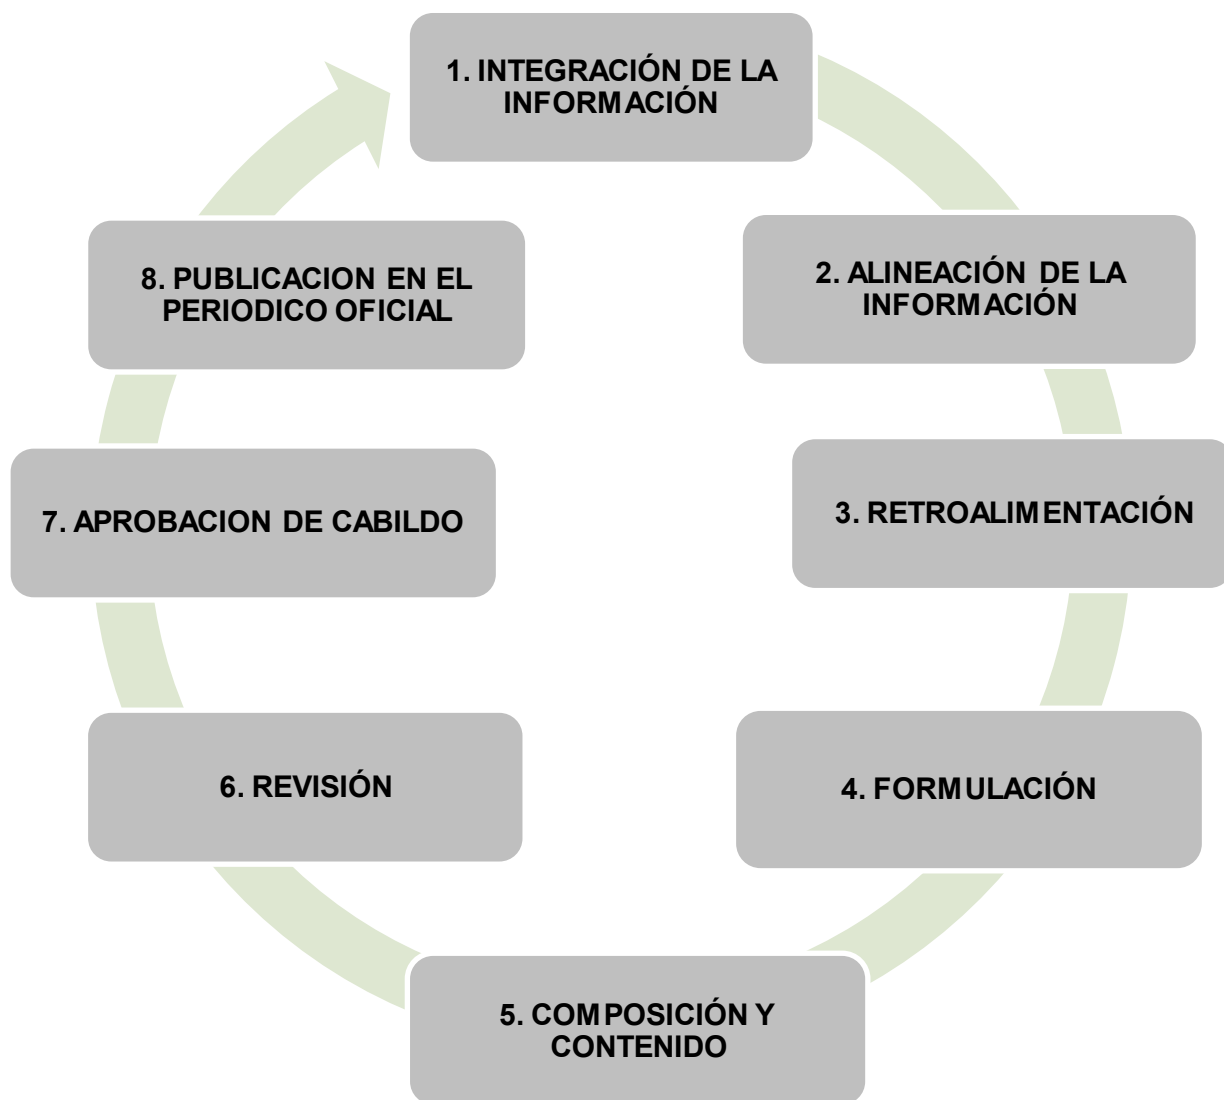 1. INTEGRACIÓN DE LA
INFORMACIÓN
2. ALINEACIÓN DE LA
INFORMACIÓN
3. RETROALIMENTACIÓN
4. FORMULACIÓN
5. COMPOSICIÓN Y
CONTENIDO
6. REVISIÓN
7. APROBACION DE CABILDO
8. PUBLICACION EN EL
PERIODICO OFICIAL